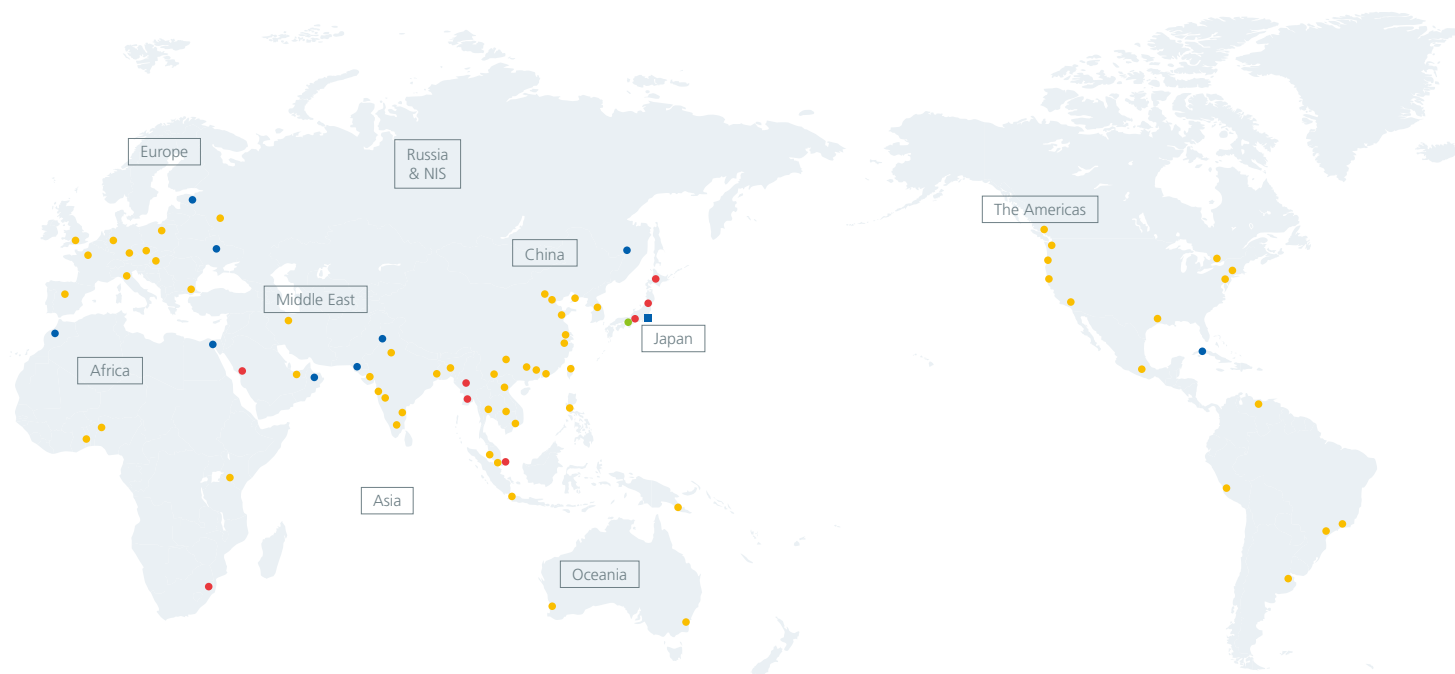 Europe
Russia
& NIS
The Americas
China
Middle East
Japan
Africa
Asia
Oceania